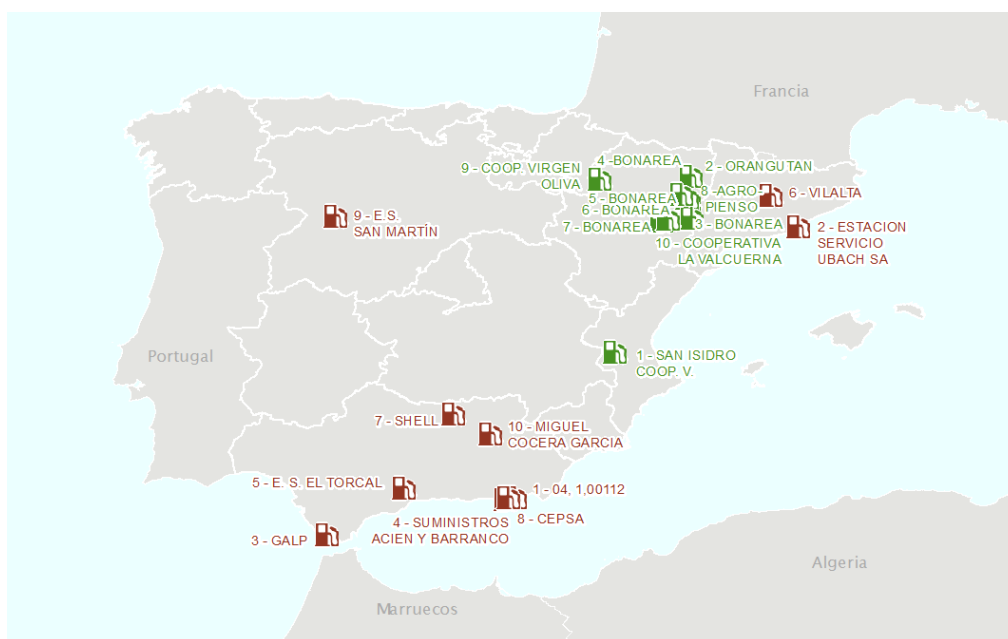 Francia
4 -BONAREA
2 - ORANGUTAN
9 - COOP. VIRGEN
OLIVA
5 - BONAREA
8 - AGRO-
PIENSO
6 - VILALTA
6 - BONAREA
7 - BONAREA
3 - BONAREA
9 - E.S.
SAN MARTÍN
2 - ESTACION
SERVICIO
UBACH SA
10 - COOPERATIVA
LA VALCUERNA
Portugal
1 - SAN ISIDRO
COOP. V.
7 - SHELL
10 - MIGUEL
COCERA GARCIA
5 - E. S. EL TORCAL
1 - 04, 1,00112
4 - SUMINISTROS
ACIEN Y BARRANCO
8 - CEPSA
3 - GALP
Argelia
Marruecos